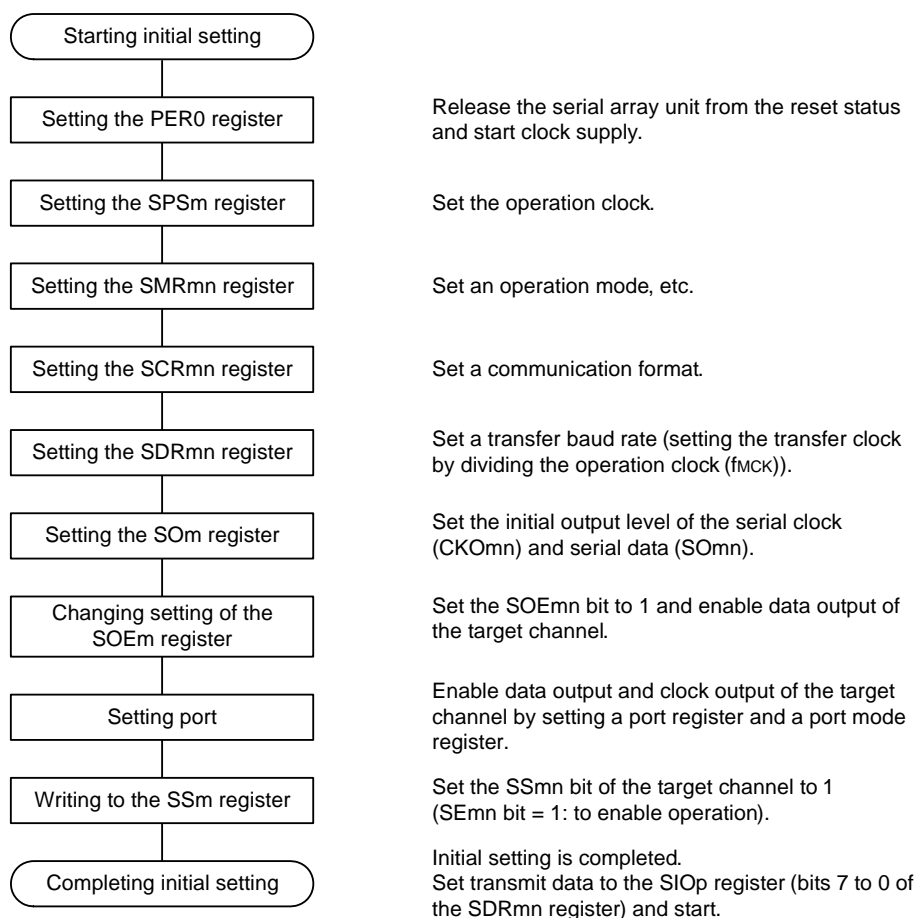 Starting initial setting
Setting the PER0 register
Release the serial array unit from the reset status
and start clock supply.
Setting the SPSm register
Set the operation clock.
Setting the SMRmn register
Set an operation mode, etc.
Setting the SCRmn register
Set a communication format.
Setting the SDRmn register
Set a transfer baud rate (setting the transfer clock
by dividing the operation clock (fMCK)).
Setting the SOm register
Set the initial output level of the serial clock
(CKOmn) and serial data (SOmn).
Changing setting of the
SOEm register
Set the SOEmn bit to 1 and enable data output of
the target channel.
Setting port
Enable data output and clock output of the target
channel by setting a port register and a port mode
register.
Writing to the SSm register
Set the SSmn bit of the target channel to 1
(SEmn bit = 1: to enable operation).
Completing initial setting
Initial setting is completed.
Set transmit data to the SIOp register (bits 7 to 0 of
the SDRmn register) and start.